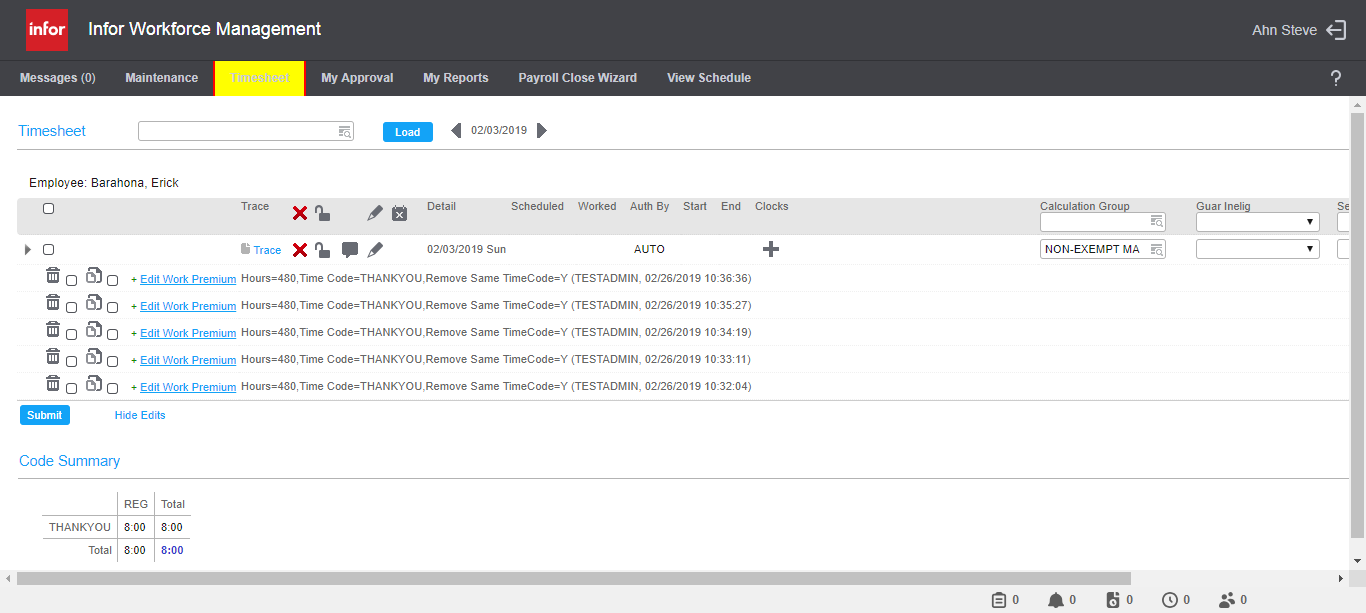 infor Infor Workforce Management Ahn Steve
Messages (0) Maintenance Timesheet My Approval My Reports Payroll Close Wizard View Schedule ?
Timesheet Load 02/03/2019
Employee: Barahona, Erick
Trace Detail Scheduled Worked Auth By Start End Clocks Calculation Group Guar Inelig Se
Trace 02/03/2019 Sun AUTO NON-EXEMPT MA
+ Edit Work Premium Hours=480,Time Code=THANKYOU,Remove Same TimeCode=Y (TESTADMIN, 02/26/2019 10:36:36)
+ Edit Work Premium Hours=480,Time Code=THANKYOU,Remove Same TimeCode=Y (TESTADMIN, 02/26/2019 10:35:27)
+ Edit Work Premium Hours=480,Time Code=THANKYOU,Remove Same TimeCode=Y (TESTADMIN, 02/26/2019 10:34:19)
+ Edit Work Premium Hours=480,Time Code=THANKYOU,Remove Same TimeCode=Y (TESTADMIN, 02/26/2019 10:33:11)
+ Edit Work Premium Hours=480,Time Code=THANKYOU,Remove Same TimeCode=Y (TESTADMIN, 02/26/2019 10:32:04)
Submit Hide Edits
Code Summary
REG Total
THANKYOU 8:00 8:00
Total 8:00 8:00
0 0 0 0 0